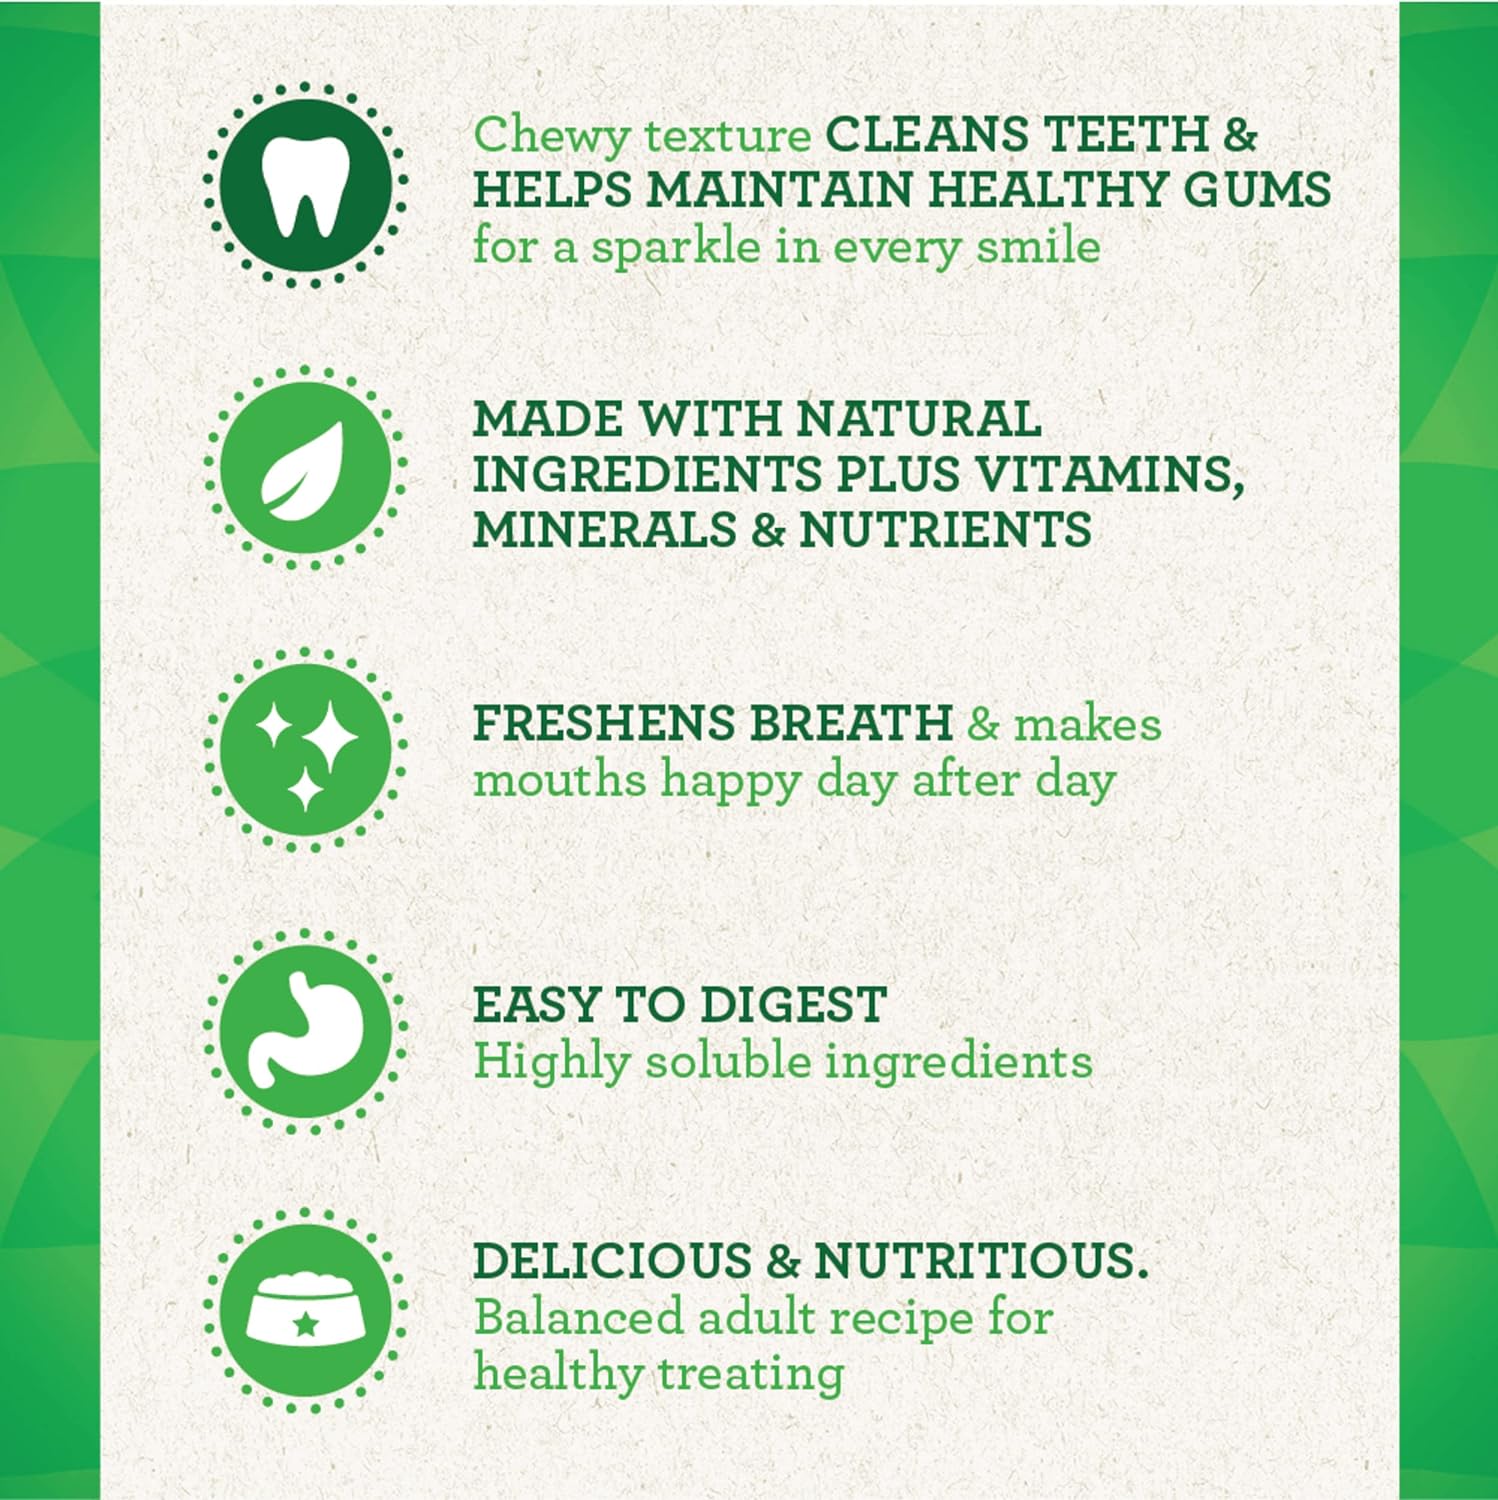 Chewy texture CLEANS TEETH &
HELPS MAINTAIN HEALTHY GUMS
for a sparkle in every smile
MADE WITH NATURAL
INGREDIENTS PLUS VITAMINS,
MINERALS & NUTRIENTS
FRESHENS BREATH & makes
mouths happy day after day
EASY TO DIGEST
Highly soluble ingredients
DELICIOUS & NUTRITIOUS.
Balanced adult recipe for
healthy treating